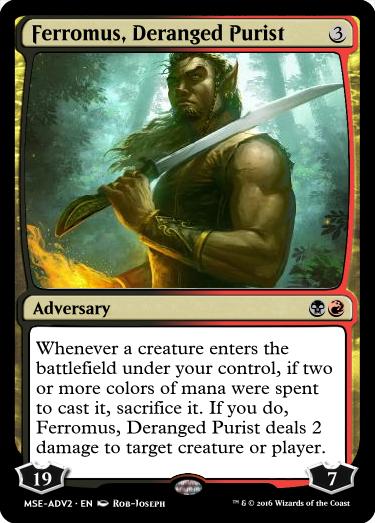 Ferromus, Deranged Purist 3
Adversary
Whenever a creature enters the
battlefield under your control, if two
or more colors of mana were spent
to cast it, sacrifice it. If you do,
Ferromus, Deranged Purist deals 2
damage to target creature or player.
19 7
MSE-ADV2 · EN Rob-Joseph ™ & © 2016 Wizards of the Coast